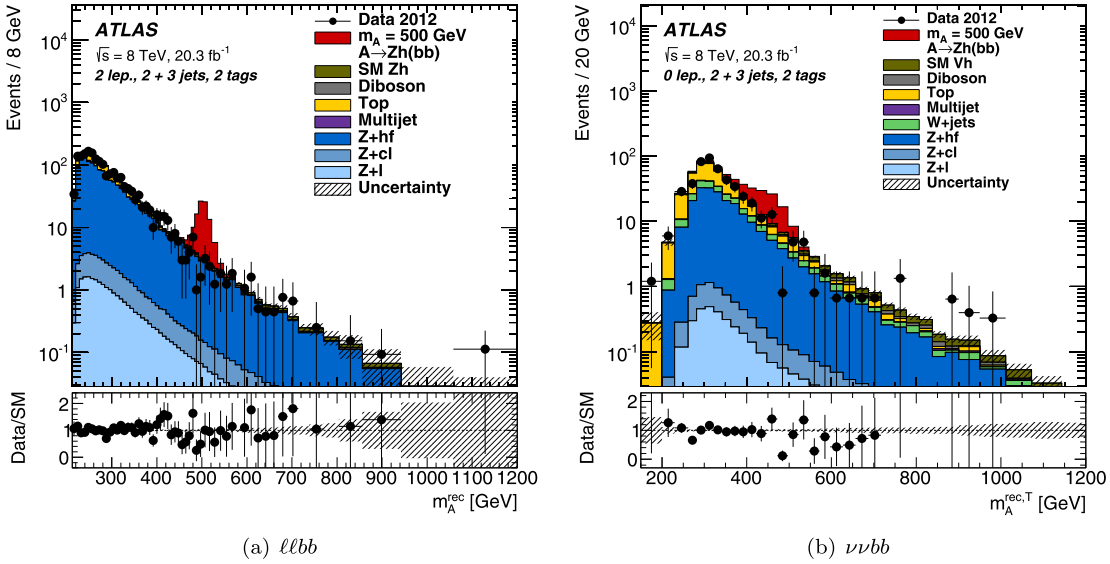 Events / 8 GeV
10⁴
10³
10²
10
1
10⁻¹
ATLAS
√s = 8 TeV, 20.3 fb⁻¹
2 lep., 2 + 3 jets, 2 tags
Data 2012
m_A = 500 GeV
A→Zh(bb)
SM Zh
Diboson
Top
Multijet
Z+hf
Z+cl
Z+l
Uncertainty
Data/SM
2
1
0
300 400 500 600 700 800 900 1000 1100 1200
m_A^rec [GeV]
(a) ℓℓbb
Events / 20 GeV
10⁴
10³
10²
10
1
10⁻¹
ATLAS
√s = 8 TeV, 20.3 fb⁻¹
0 lep., 2 + 3 jets, 2 tags
Data 2012
m_A = 500 GeV
A→Zh(bb)
SM Vh
Diboson
Top
Multijet
W+jets
Z+hf
Z+cl
Z+l
Uncertainty
Data/SM
2
1
0
200 400 600 800 1000 1200
m_A^rec,T [GeV]
(b) ννbb